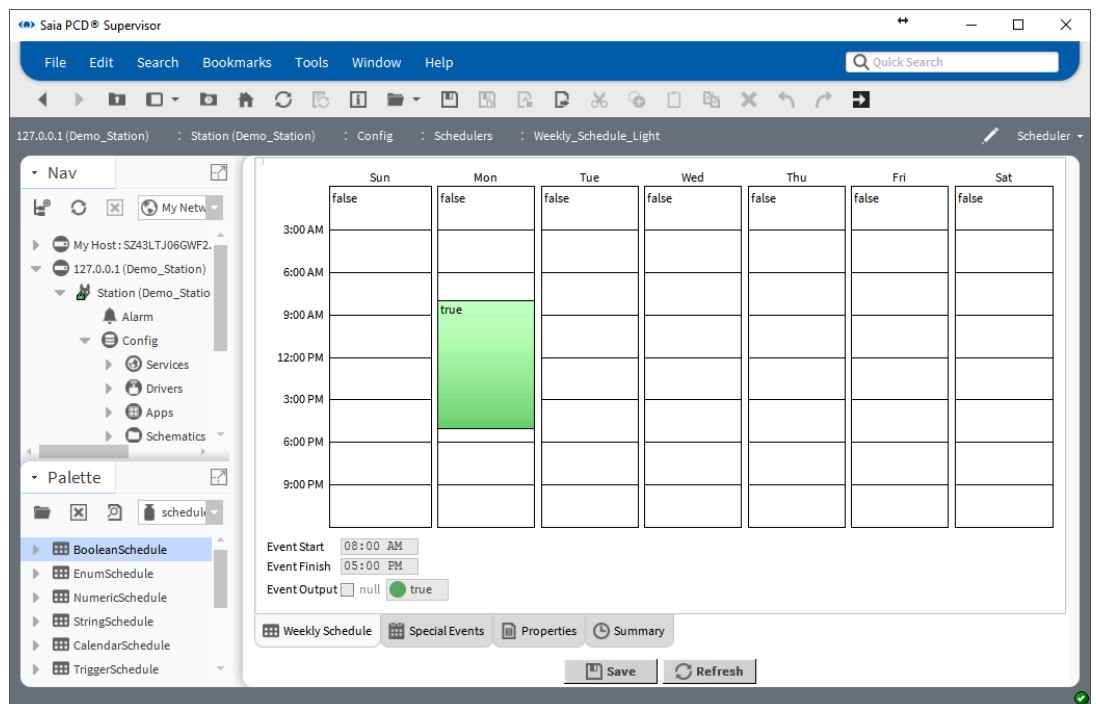 Saia PCD® Supervisor
File Edit Search Bookmarks Tools Window Help
Quick Search
127.0.0.1 (Demo_Station) : Station (Demo_Station) : Config : Schedulers : Weekly_Schedule_Light
Scheduler
Nav
My Netw
My Host : SZ43LTJ06GWF2.
127.0.0.1 (Demo_Station)
Station (Demo_Statio
Alarm
Config
Services
Drivers
Apps
Schematics
Palette
schedule
BooleanSchedule
EnumSchedule
NumericSchedule
StringSchedule
CalendarSchedule
TriggerSchedule
Sun Mon Tue Wed Thu Fri Sat
false false false false false false false
3:00 AM
6:00 AM
9:00 AM
true
12:00 PM
3:00 PM
6:00 PM
9:00 PM
Event Start 08:00 AM
Event Finish 05:00 PM
Event Output null true
Weekly Schedule Special Events Properties Summary
Save Refresh